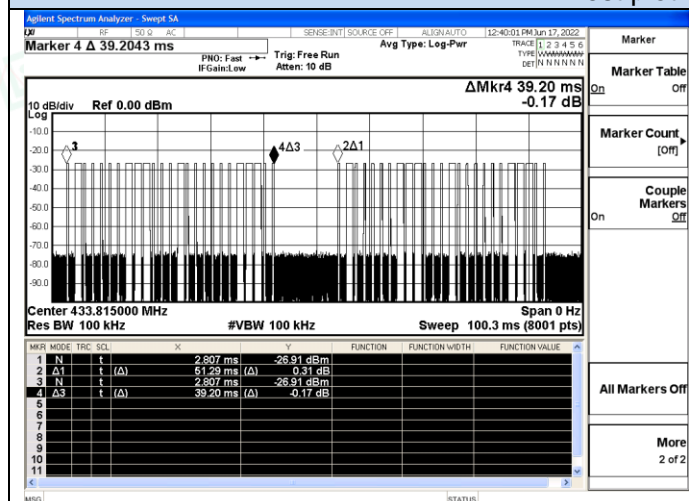 Agilent Spectrum Analyzer - Swept SA
RF 50 Ω AC SENSE:INT SOURCE OFF ALIGN AUTO 12:40:01 PM Jun 17, 2022
Marker 4 Δ 39.2043 ms
Avg Type: Log-Pwr
TRACE 1 2 3 4 5 6
TYPE
DET N N N N N N
PNO: Fast
IFGain:Low
Trig: Free Run
Atten: 10 dB
ΔMkr4 39.20 ms
-0.17 dB
10 dB/div Ref 0.00 dBm
Log
-10.0
-20.0
-30.0
-40.0
-50.0
-60.0
-70.0
-80.0
-90.0
3
4Δ3
2Δ1
Center 433.815000 MHz
Span 0 Hz
Res BW 100 kHz
#VBW 100 kHz
Sweep 100.3 ms (8001 pts)
MKR MODE TRC SCL X Y FUNCTION FUNCTION WIDTH FUNCTION VALUE
1 N t 2.807 ms -26.91 dBm
2 Δ1 t (Δ) 51.29 ms (Δ) 0.31 dB
3 N t 2.807 ms -26.91 dBm
4 Δ3 t (Δ) 39.20 ms (Δ) -0.17 dB
5
6
7
8
9
10
11
MSG
STATUS
Marker
Marker Table
On Off
Marker Count
[Off]
Couple
Markers
On Off
All Markers Off
More
2 of 2